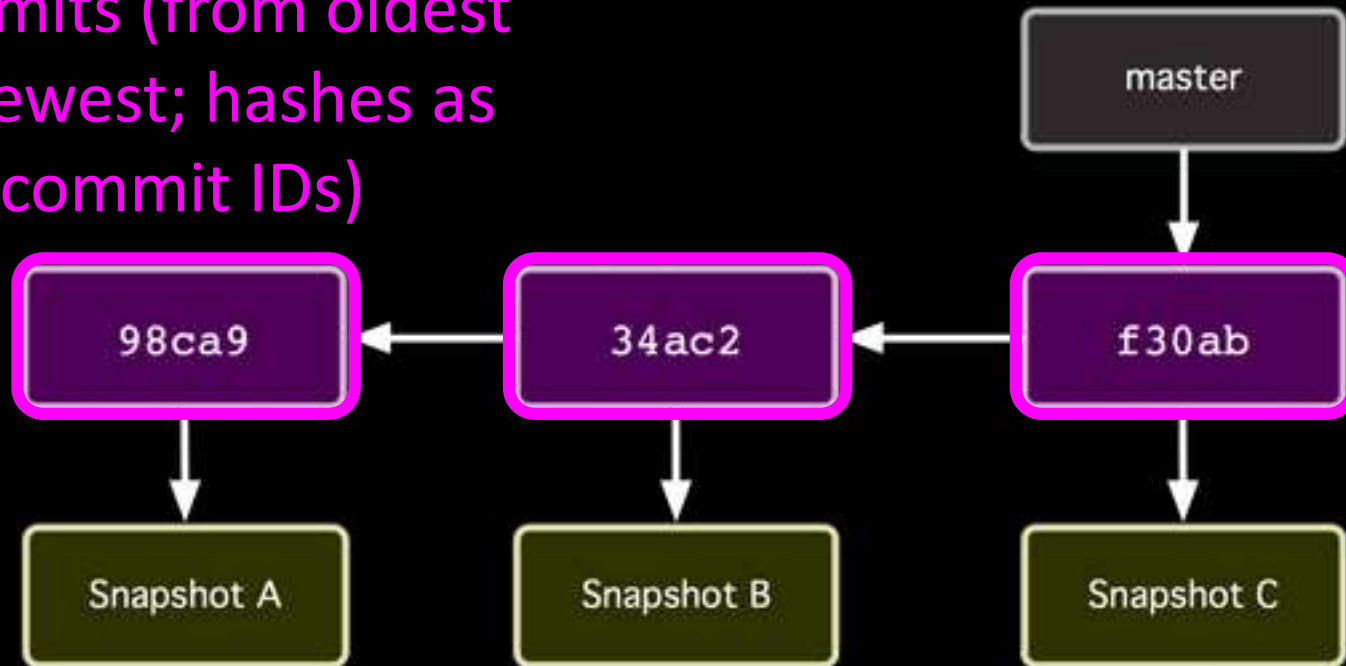 mits (from oldest
ewest; hashes as
commit IDs)
master
98ca9
34ac2
f30ab
Snapshot A
Snapshot B
Snapshot C